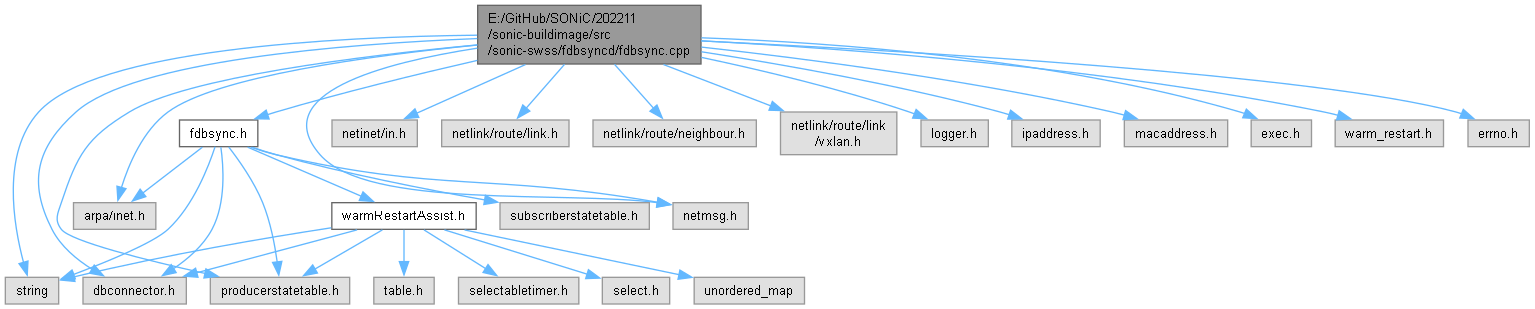 E:/GitHub/SONiC/202211
/sonic-buildimage/src
/sonic-swss/fdbsyncd/fdbsync.cpp
fdbsync.h
netinet/in.h
netlink/route/link.h
netlink/route/neighbour.h
netlink/route/link
/vxlan.h
logger.h
ipaddress.h
macaddress.h
exec.h
warm_restart.h
errno.h
arpa/inet.h
warmRestartAssist.h
subscriberstatetable.h
netmsg.h
string
dbconnector.h
producerstatetable.h
table.h
selectabletimer.h
select.h
unordered_map